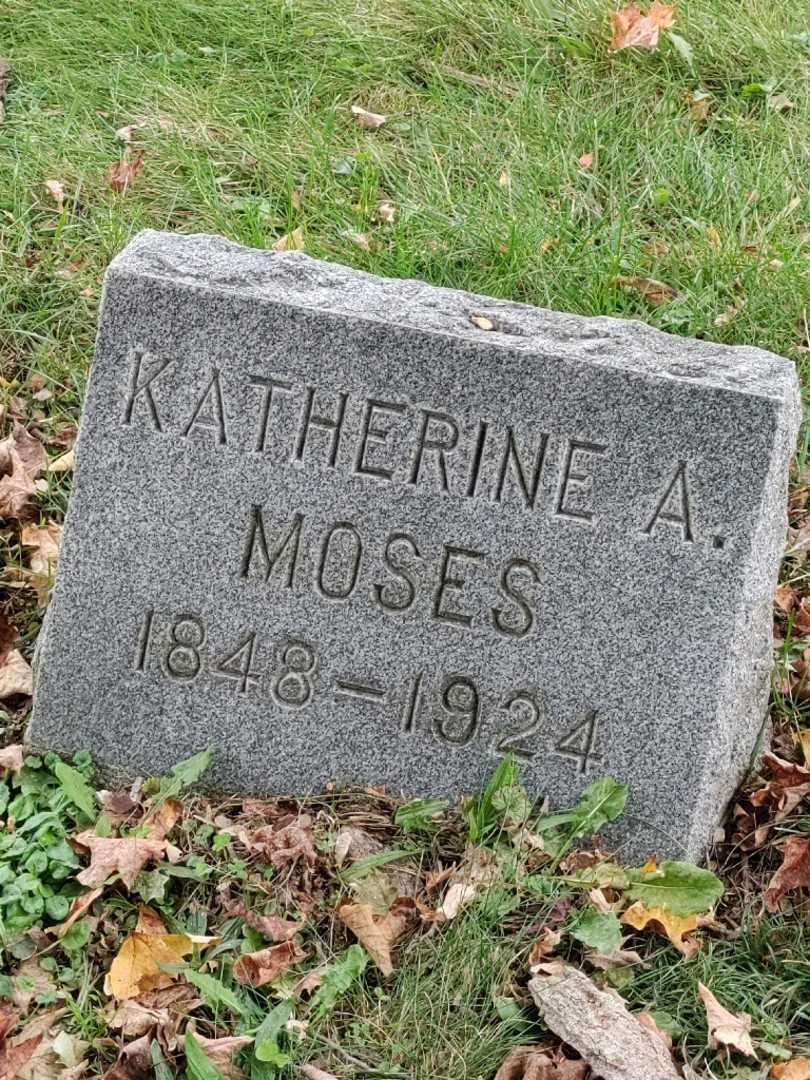 KATHERINE A.
MOSES
1848-1924